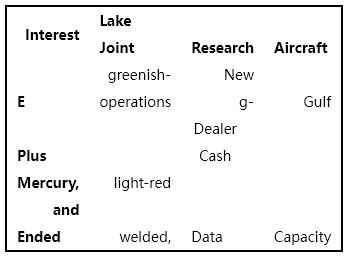 Interest Lake Joint Research Aircraft
greenish- New
E operations g- Gulf
Dealer
Plus Cash
Mercury, light-red
and
Ended welded, Data Capacity